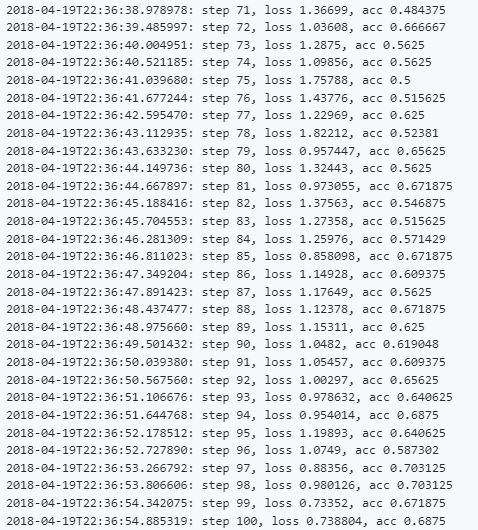 2018-04-19T22:36:38.978978: step 71, loss 1.36699, acc 0.484375
2018-04-19T22:36:39.485997: step 72, loss 1.03608, acc 0.666667
2018-04-19T22:36:40.004951: step 73, loss 1.2875, acc 0.5625
2018-04-19T22:36:40.521185: step 74, loss 1.09856, acc 0.5625
2018-04-19T22:36:41.039680: step 75, loss 1.75788, acc 0.5
2018-04-19T22:36:41.677244: step 76, loss 1.43776, acc 0.515625
2018-04-19T22:36:42.595470: step 77, loss 1.22969, acc 0.625
2018-04-19T22:36:43.112935: step 78, loss 1.82212, acc 0.52381
2018-04-19T22:36:43.633230: step 79, loss 0.957447, acc 0.65625
2018-04-19T22:36:44.149736: step 80, loss 1.32443, acc 0.5625
2018-04-19T22:36:44.667897: step 81, loss 0.973055, acc 0.671875
2018-04-19T22:36:45.188416: step 82, loss 1.37563, acc 0.546875
2018-04-19T22:36:45.704553: step 83, loss 1.27358, acc 0.515625
2018-04-19T22:36:46.281309: step 84, loss 1.25976, acc 0.571429
2018-04-19T22:36:46.811023: step 85, loss 0.858098, acc 0.671875
2018-04-19T22:36:47.349204: step 86, loss 1.14928, acc 0.609375
2018-04-19T22:36:47.891423: step 87, loss 1.17649, acc 0.5625
2018-04-19T22:36:48.437477: step 88, loss 1.12378, acc 0.671875
2018-04-19T22:36:48.975660: step 89, loss 1.15311, acc 0.625
2018-04-19T22:36:49.501432: step 90, loss 1.0482, acc 0.619048
2018-04-19T22:36:50.039380: step 91, loss 1.05457, acc 0.609375
2018-04-19T22:36:50.567560: step 92, loss 1.00297, acc 0.65625
2018-04-19T22:36:51.106676: step 93, loss 0.978632, acc 0.640625
2018-04-19T22:36:51.644768: step 94, loss 0.954014, acc 0.6875
2018-04-19T22:36:52.178512: step 95, loss 1.19893, acc 0.640625
2018-04-19T22:36:52.727890: step 96, loss 1.0749, acc 0.587302
2018-04-19T22:36:53.266792: step 97, loss 0.88356, acc 0.703125
2018-04-19T22:36:53.806606: step 98, loss 0.980126, acc 0.703125
2018-04-19T22:36:54.342075: step 99, loss 0.73352, acc 0.671875
2018-04-19T22:36:54.885319: step 100, loss 0.738804, acc 0.6875